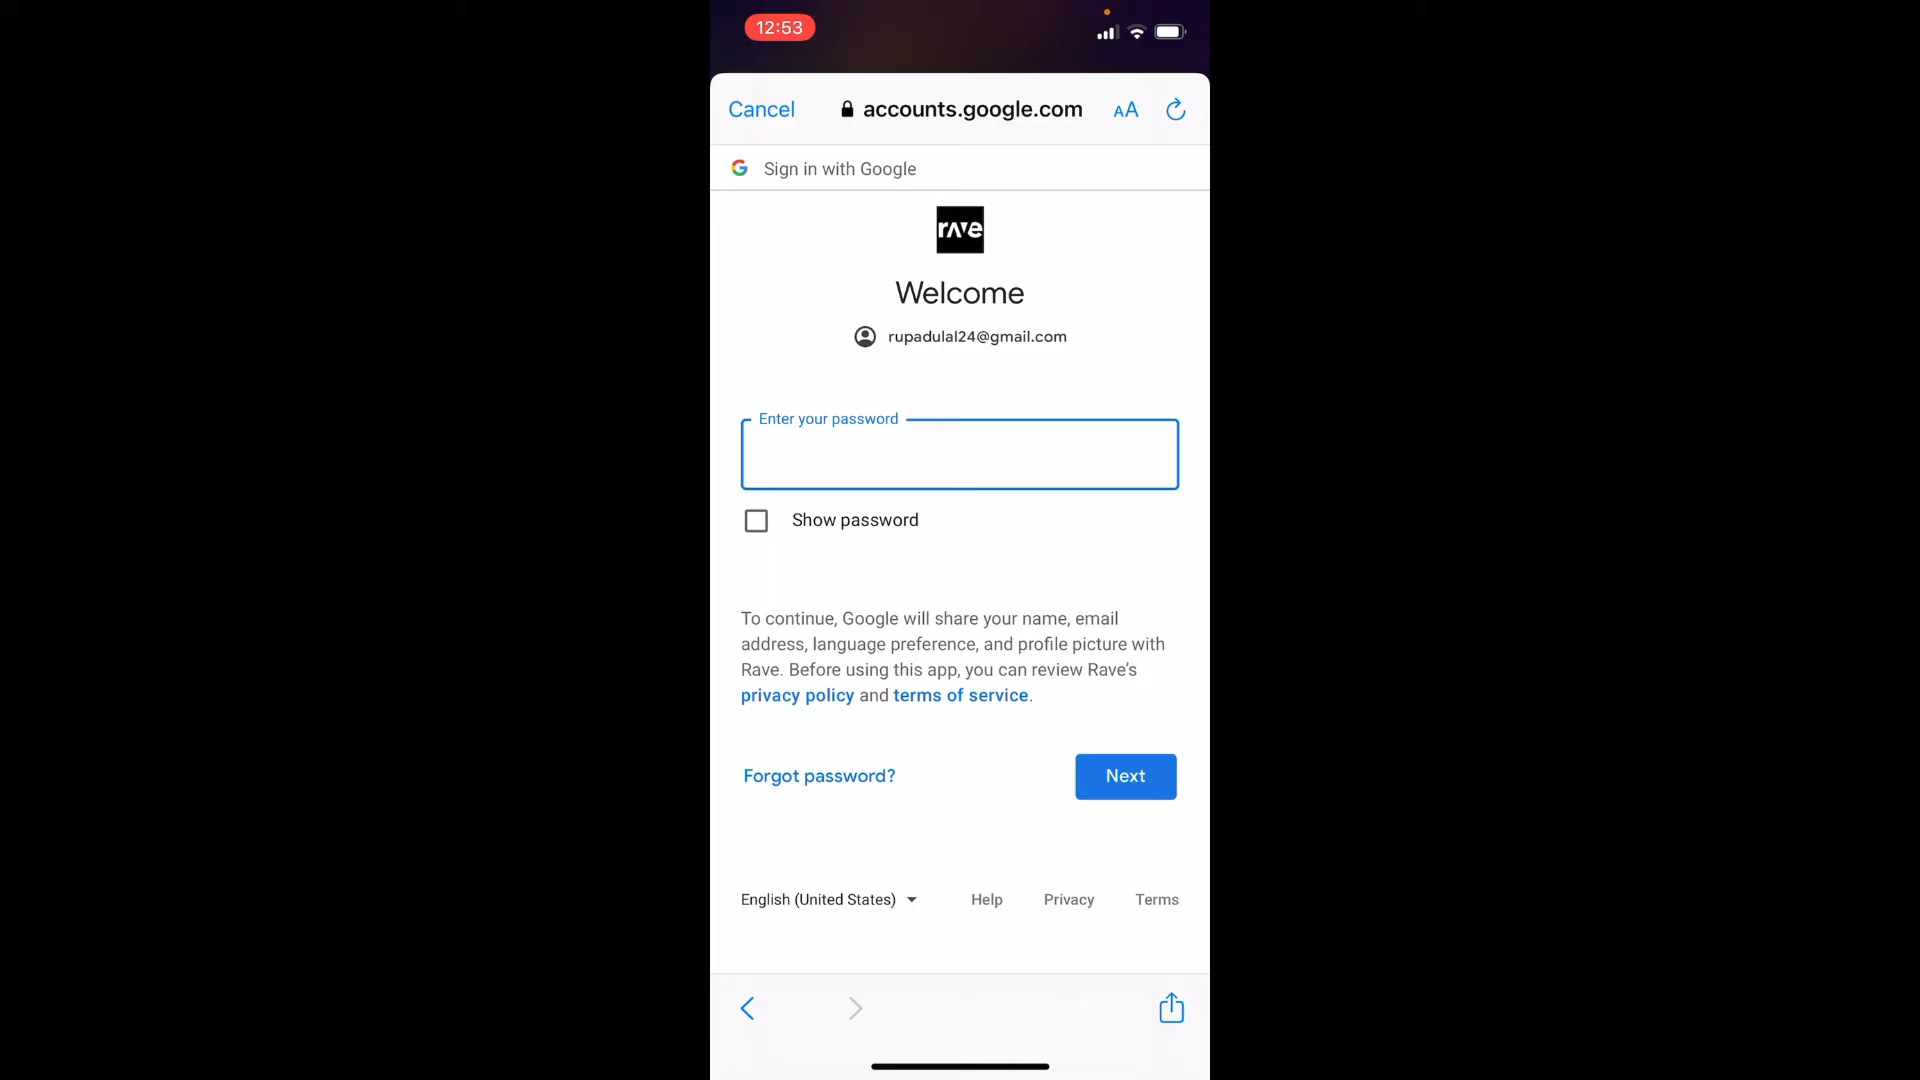 12:53
Cancel accounts.google.com AA
Sign in with Google
rave
Welcome
rupadulal24@gmail.com
Enter your password
Show password
To continue, Google will share your name, email
address, language preference, and profile picture with
Rave. Before using this app, you can review Rave’s
privacy policy and terms of service.
Forgot password? Next
English (United States) Help Privacy Terms